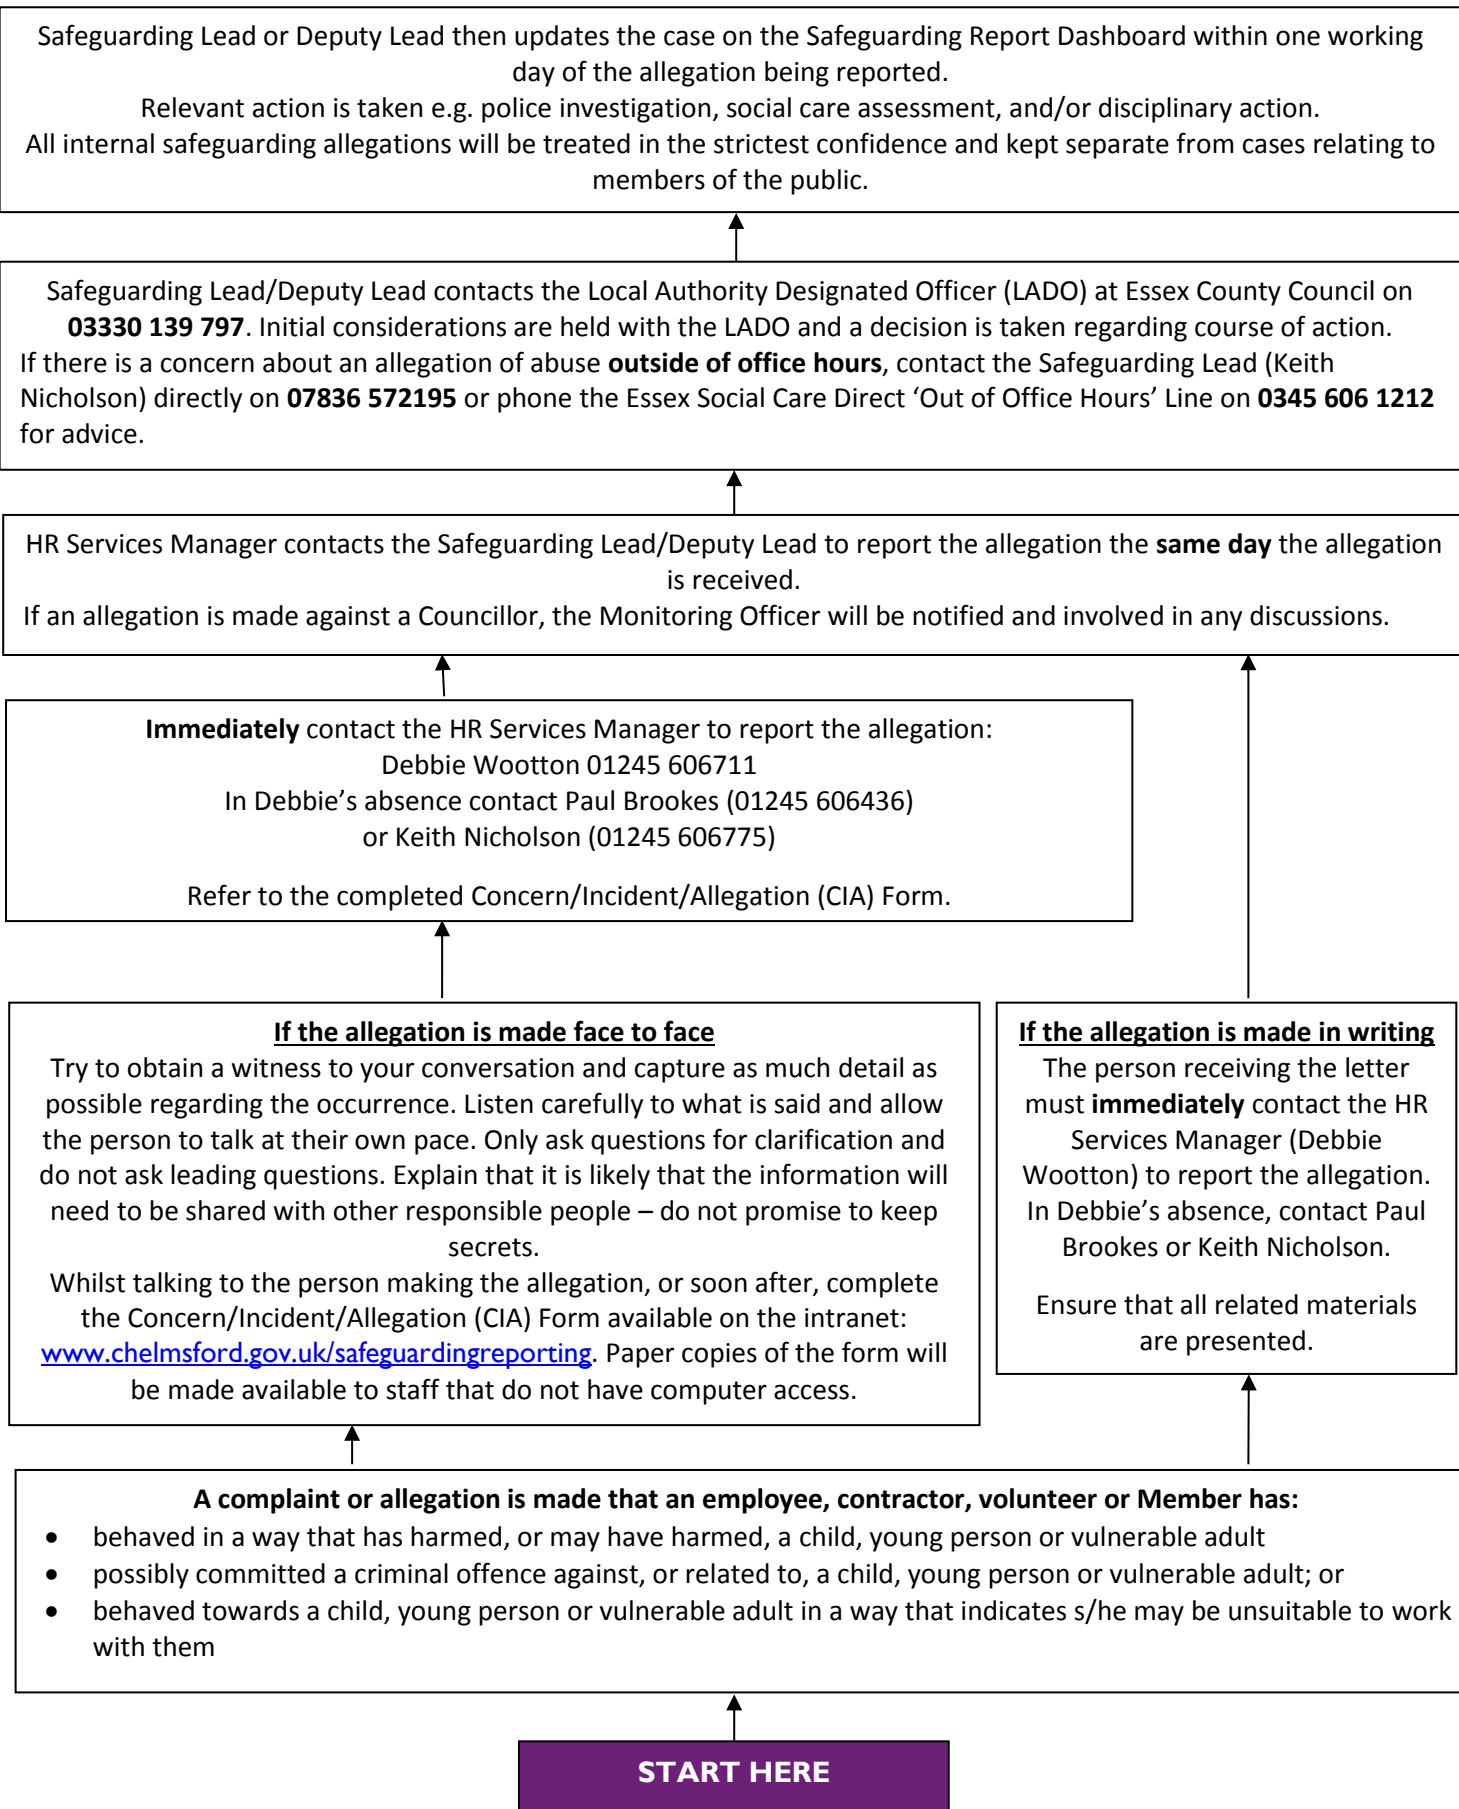 Safeguarding Lead or Deputy Lead then updates the case on the Safeguarding Report Dashboard within one working
day of the allegation being reported.
Relevant action is taken e.g. police investigation, social care assessment, and/or disciplinary action.
All internal safeguarding allegations will be treated in the strictest confidence and kept separate from cases relating to
members of the public.
Safeguarding Lead/Deputy Lead contacts the Local Authority Designated Officer (LADO) at Essex County Council on
03330 139 797. Initial considerations are held with the LADO and a decision is taken regarding course of action.
If there is a concern about an allegation of abuse outside of office hours, contact the Safeguarding Lead (Keith
Nicholson) directly on 07836 572195 or phone the Essex Social Care Direct ‘Out of Office Hours’ Line on 0345 606 1212
for advice.
HR Services Manager contacts the Safeguarding Lead/Deputy Lead to report the allegation the same day the allegation
is received.
If an allegation is made against a Councillor, the Monitoring Officer will be notified and involved in any discussions.
Immediately contact the HR Services Manager to report the allegation:
Debbie Wootton 01245 606711
In Debbie’s absence contact Paul Brookes (01245 606436)
or Keith Nicholson (01245 606775)
Refer to the completed Concern/Incident/Allegation (CIA) Form.
If the allegation is made face to face
Try to obtain a witness to your conversation and capture as much detail as
possible regarding the occurrence. Listen carefully to what is said and allow
the person to talk at their own pace. Only ask questions for clarification and
do not ask leading questions. Explain that it is likely that the information will
need to be shared with other responsible people – do not promise to keep
secrets.
Whilst talking to the person making the allegation, or soon after, complete
the Concern/Incident/Allegation (CIA) Form available on the intranet:
www.chelmsford.gov.uk/safeguardingreporting. Paper copies of the form will
be made available to staff that do not have computer access.
If the allegation is made in writing
The person receiving the letter
must immediately contact the HR
Services Manager (Debbie
Wootton) to report the allegation.
In Debbie’s absence, contact Paul
Brookes or Keith Nicholson.
Ensure that all related materials
are presented.
A complaint or allegation is made that an employee, contractor, volunteer or Member has:
• behaved in a way that has harmed, or may have harmed, a child, young person or vulnerable adult
• possibly committed a criminal offence against, or related to, a child, young person or vulnerable adult; or
• behaved towards a child, young person or vulnerable adult in a way that indicates s/he may be unsuitable to work
with them
START HERE